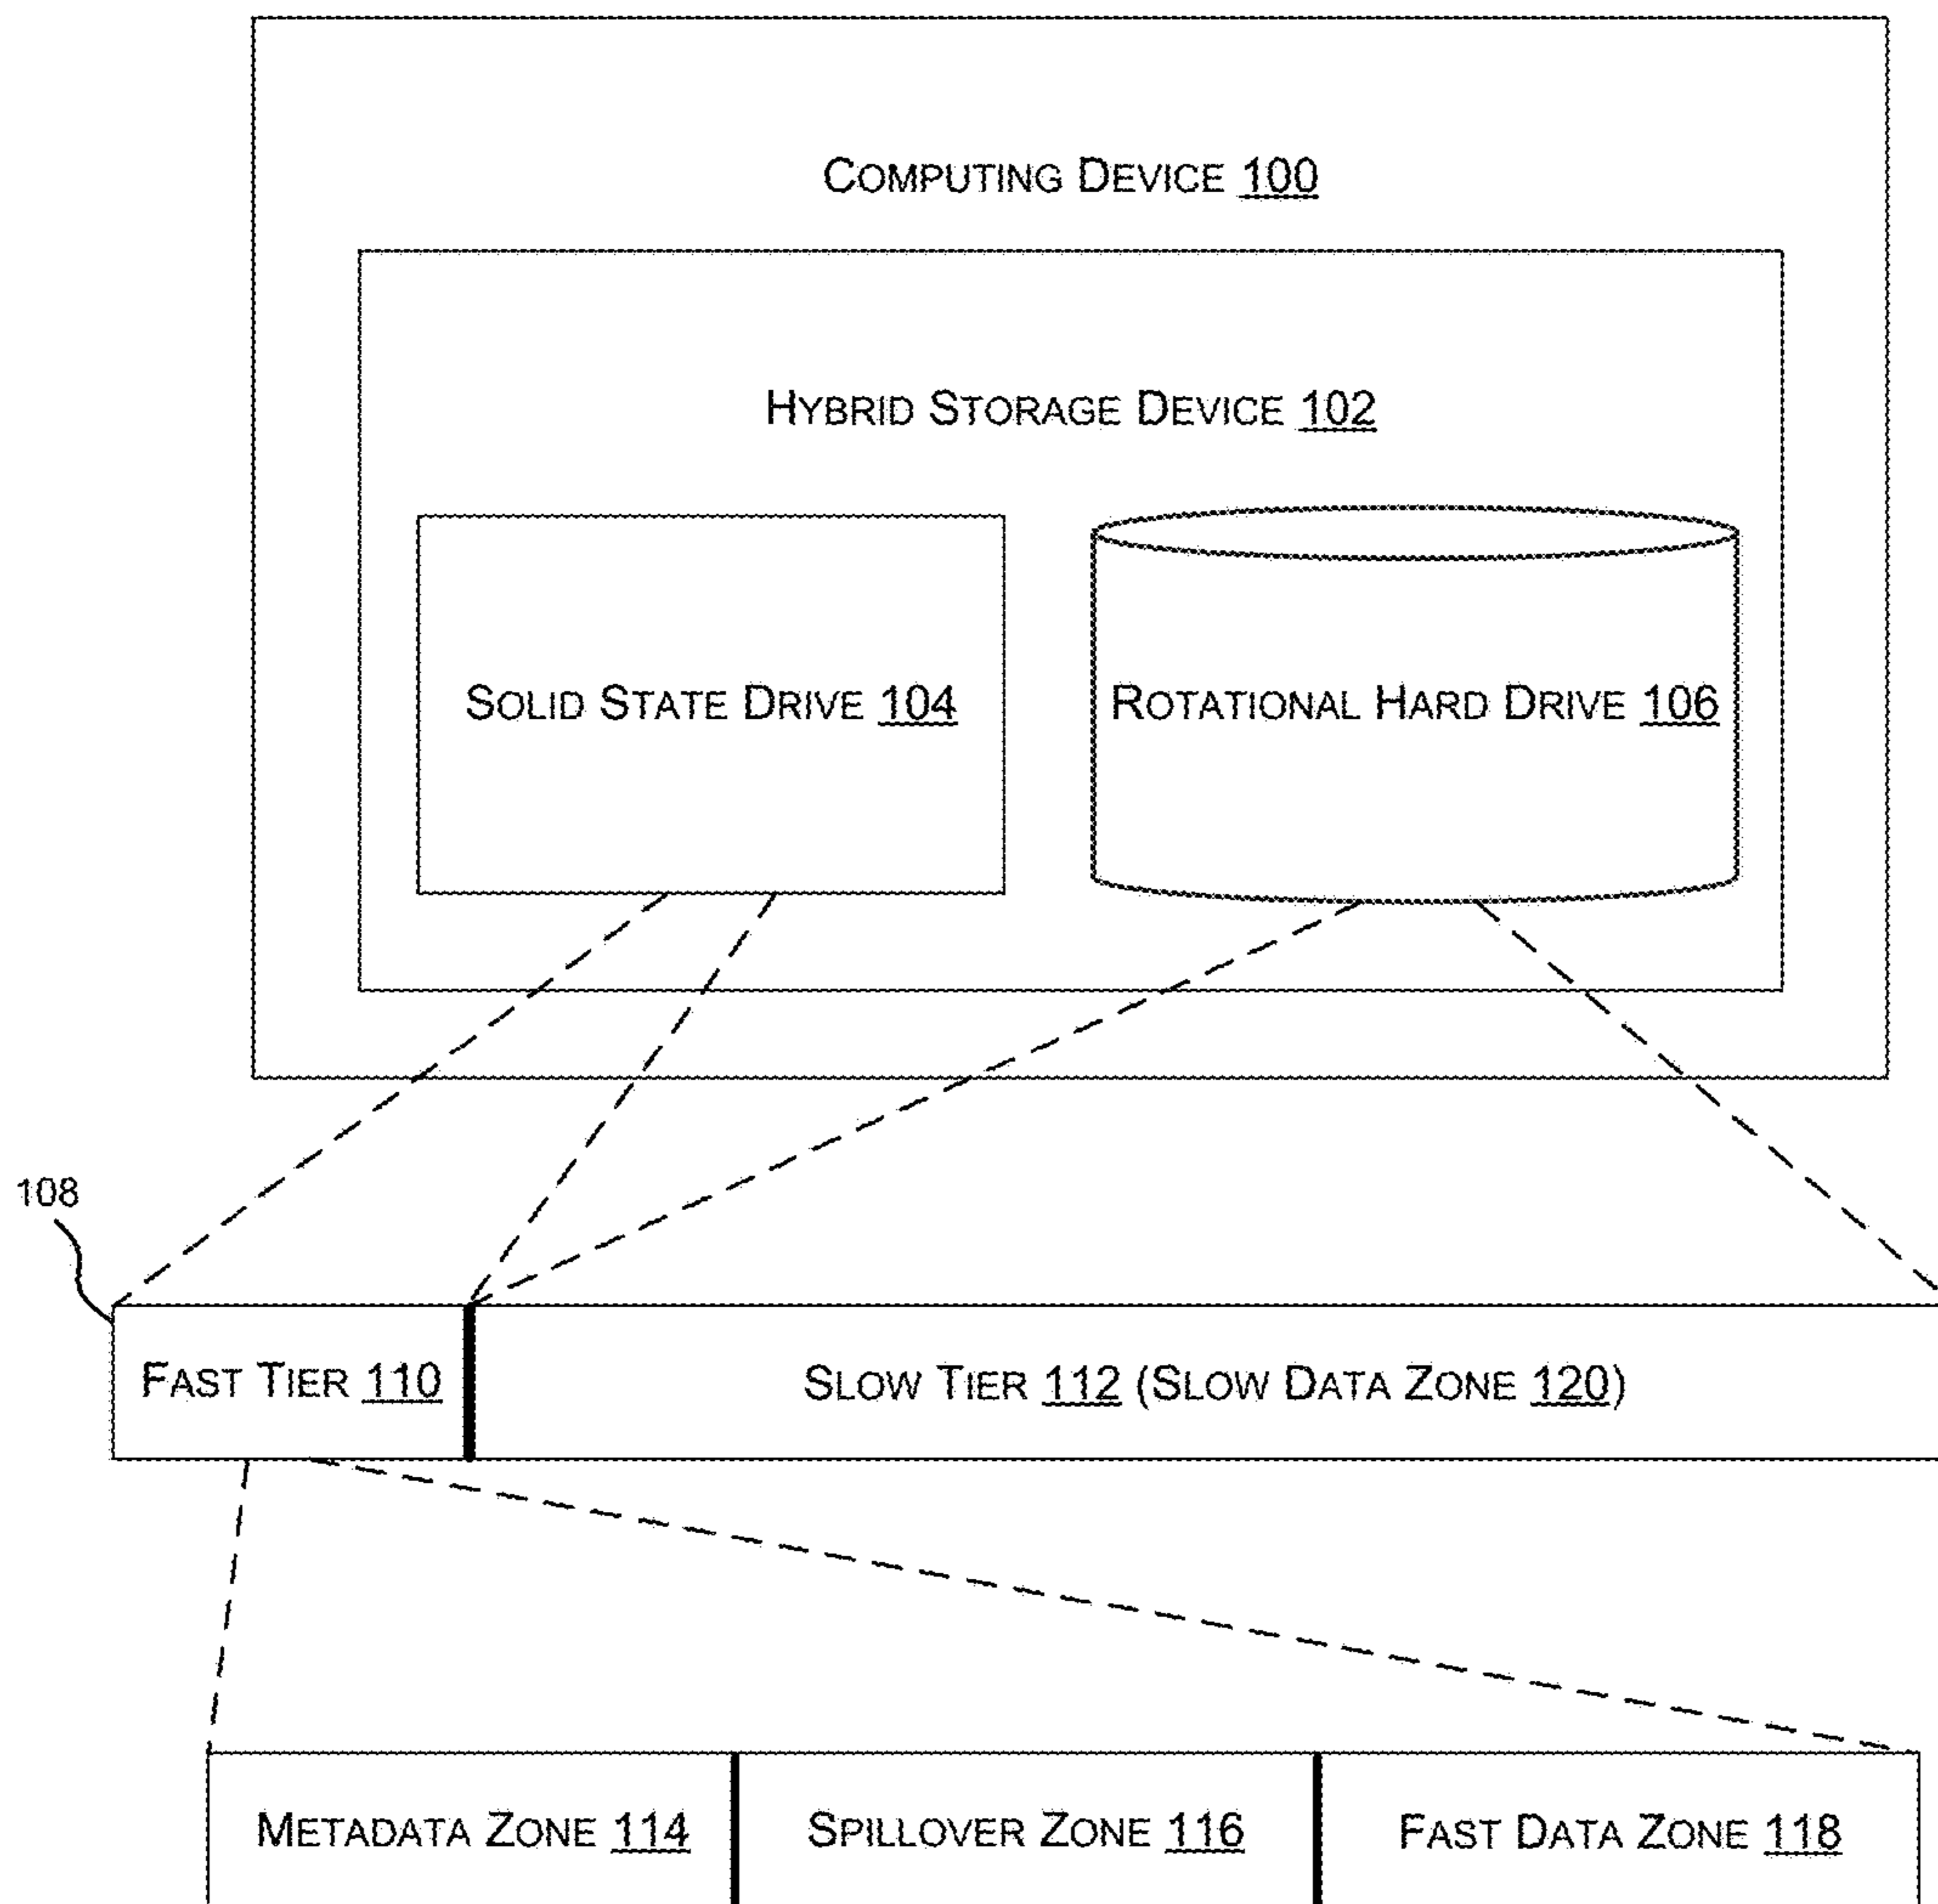 COMPUTING DEVICE 100
HYBRID STORAGE DEVICE 102
SOLID STATE DRIVE 104
ROTATIONAL HARD DRIVE 106
108
FAST TIER 110
SLOW TIER 112 (SLOW DATA ZONE 120)
METADATA ZONE 114
SPILLOVER ZONE 116
FAST DATA ZONE 118